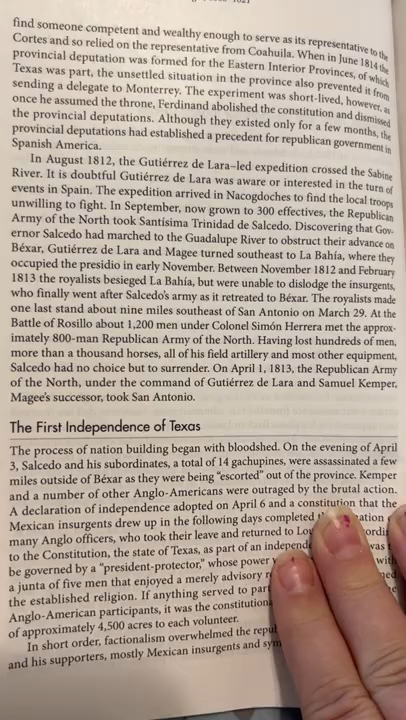 find someone competent and wealthy enough to serve as its representative to the
Cortes and so relied on the representative from Coahuila. When in June 1814 the
provincial deputation was formed for the Eastern Interior Provinces, of which
Texas was part, the unsettled situation in the province also prevented it from
sending a delegate to Monterrey. The experiment was short-lived, however, as
once he assumed the throne, Ferdinand abolished the constitution and dismissed
the provincial deputations. Although they existed only for a few months, the
provincial deputations had established a precedent for republican government in
Spanish America.
In August 1812, the Gutiérrez de Lara–led expedition crossed the Sabine
River. It is doubtful Gutiérrez de Lara was aware or interested in the turn of
events in Spain. The expedition arrived in Nacogdoches to find the local troops
unwilling to fight. In September, now grown to 300 effectives, the Republican
Army of the North took Santísima Trinidad de Salcedo. Discovering that Gov-
ernor Salcedo had marched to the Guadalupe River to obstruct their advance on
Béxar, Gutiérrez de Lara and Magee turned southeast to La Bahía, where they
occupied the presidio in early November. Between November 1812 and February
1813 the royalists besieged La Bahía, but were unable to dislodge the insurgents,
who finally went after Salcedo's army as it retreated to Béxar. The royalists made
one last stand about nine miles southeast of San Antonio on March 29. At the
Battle of Rosillo about 1,200 men under Colonel Simón Herrera met the approx-
imately 800-man Republican Army of the North. Having lost hundreds of men,
more than a thousand horses, all of his field artillery and most other equipment,
Salcedo had no choice but to surrender. On April 1, 1813, the Republican Army
of the North, under the command of Gutiérrez de Lara and Samuel Kemper,
Magee's successor, took San Antonio.
The First Independence of Texas
The process of nation building began with bloodshed. On the evening of April
3, Salcedo and his subordinates, a total of 14 gachupines, were assassinated a few
miles outside of Béxar as they were being "escorted" out of the province. Kemper
and a number of other Anglo-Americans were outraged by the brutal action.
A declaration of independence adopted on April 6 and a constitution that the
Mexican insurgents drew up in the following days completed
many Anglo officers, who took their leave and returned to
to the Constitution, the state of Texas, as part of an
be governed by a "president-protector," whose power with
a junta of five men that enjoyed a merely advisory
the established religion. If anything served to
Anglo-American participants, it was the
of approximately 4,500 acres to each volunteer.
In short order, factionalism overwhelmed the
and his supporters, mostly Mexican insurgents and